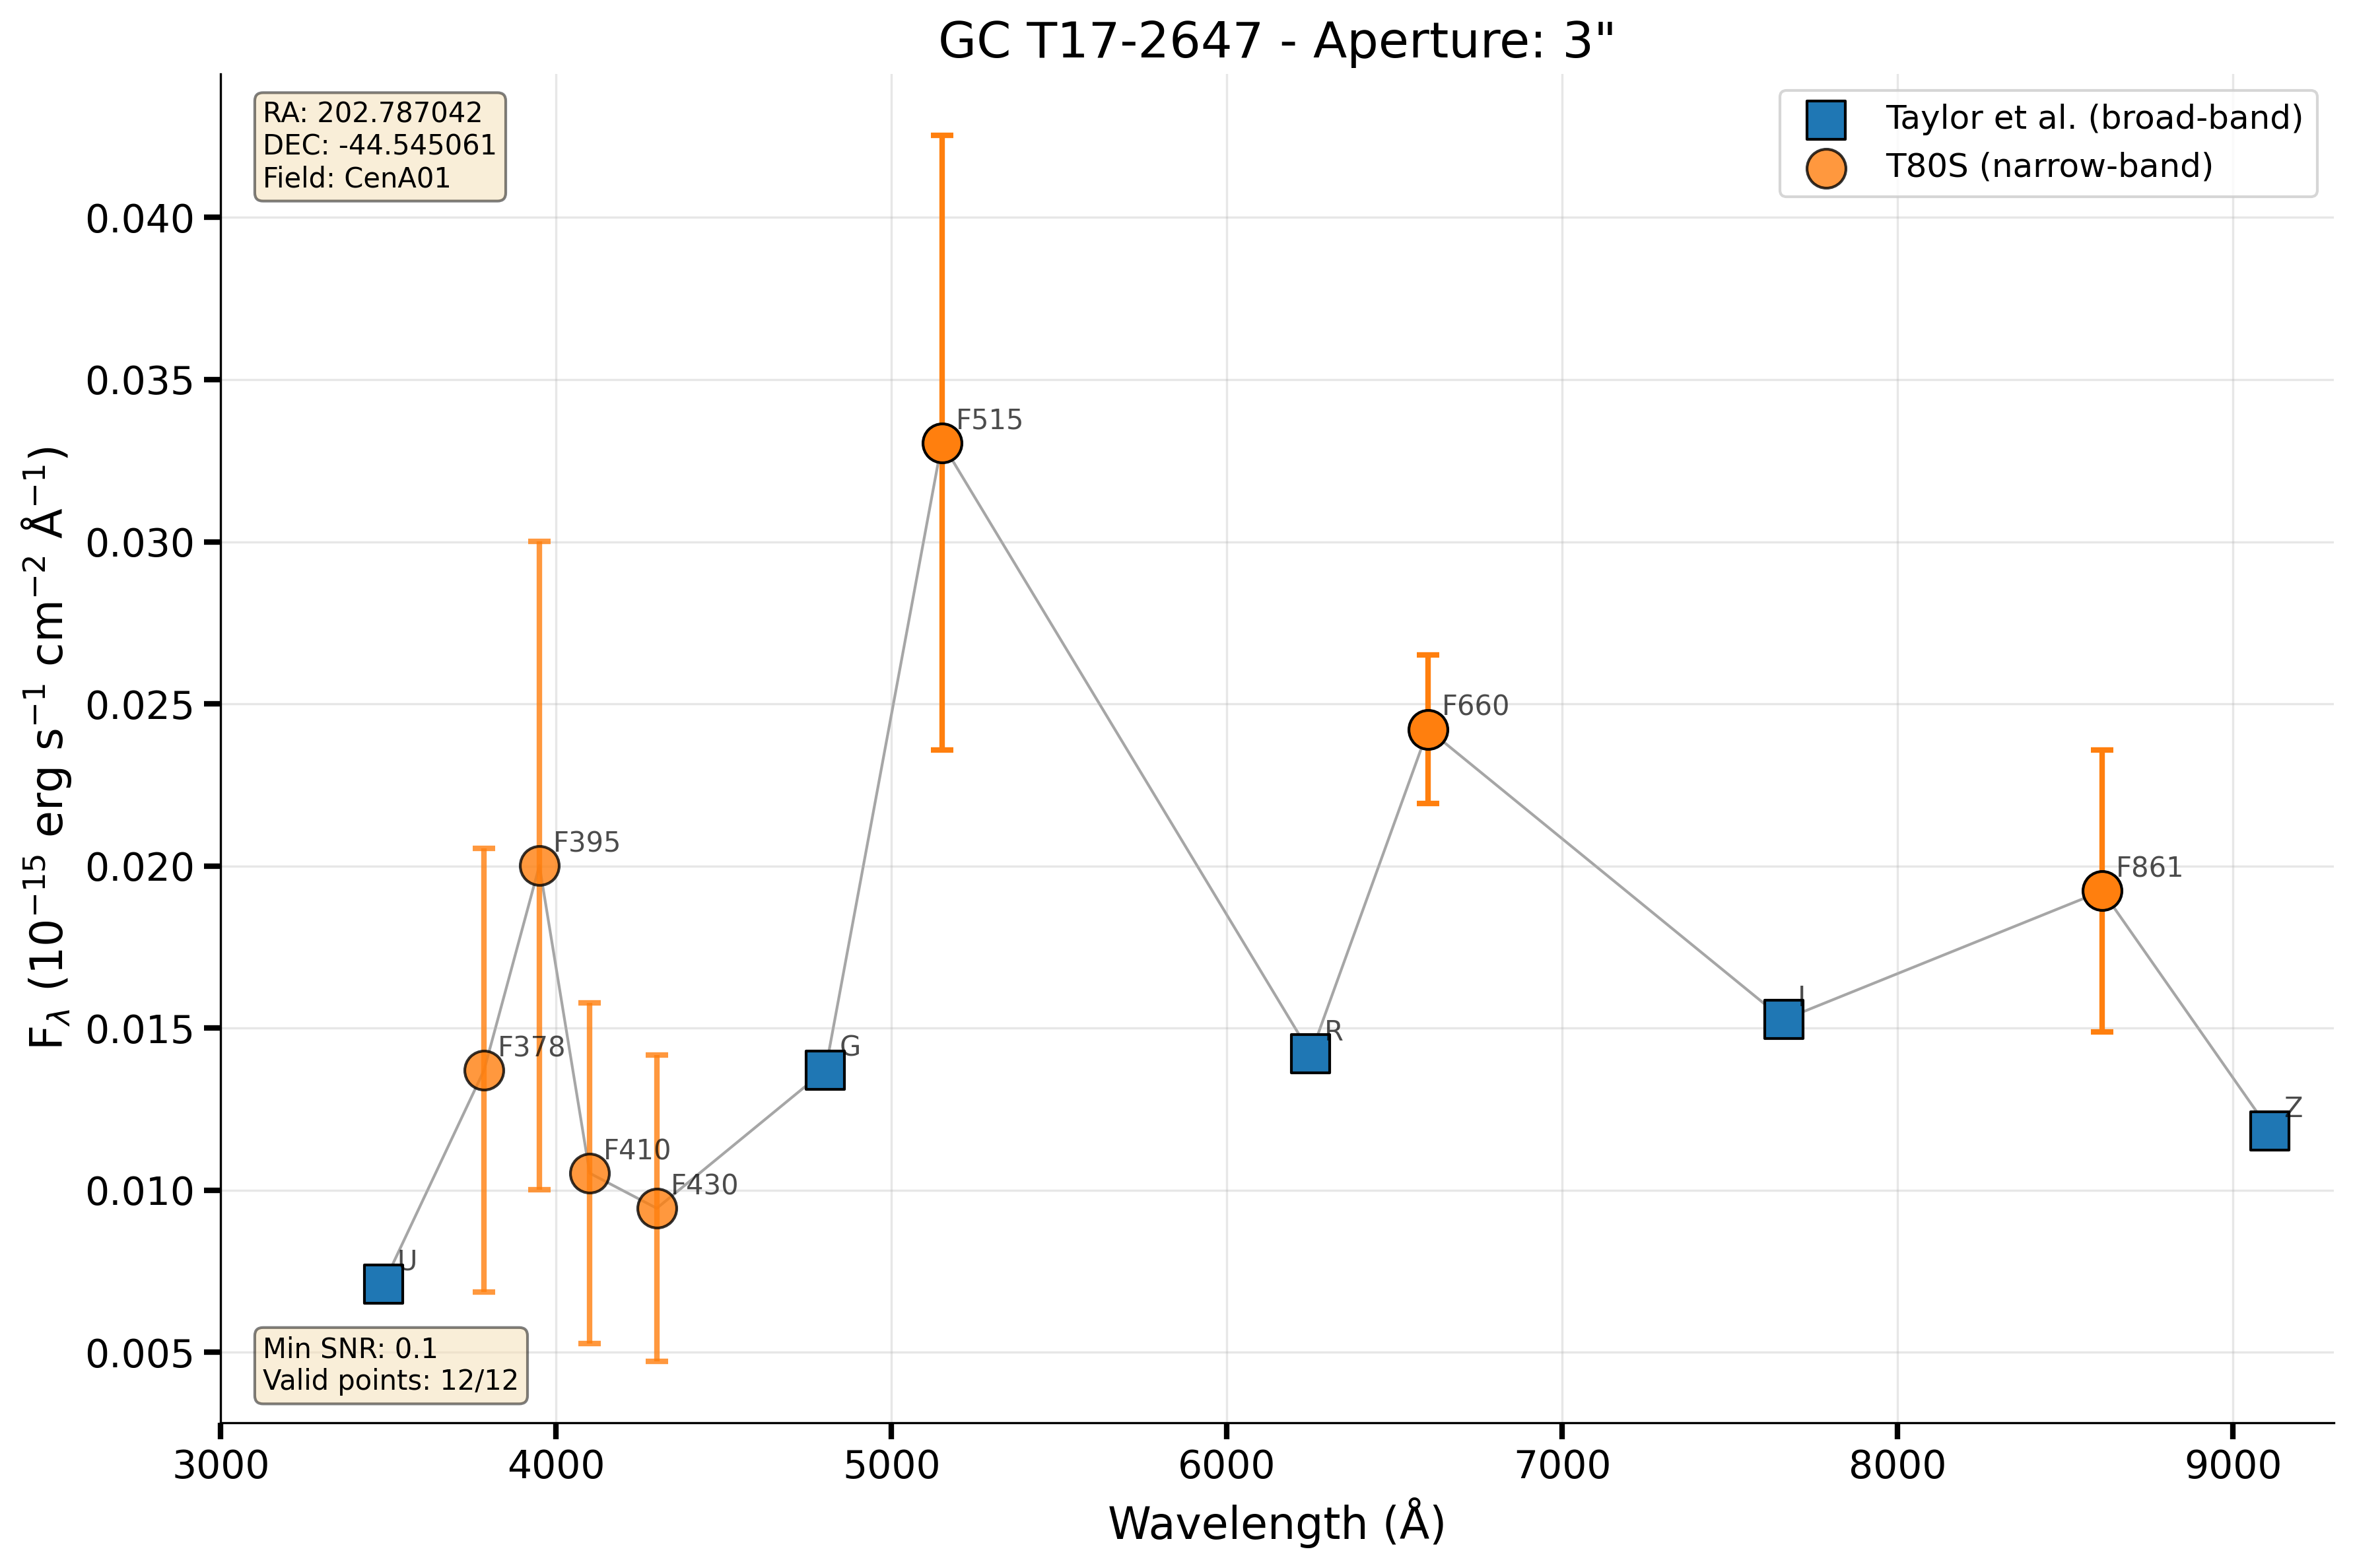 GC T17-2647 - Aperture: 3"
RA: 202.787042
DEC: -44.545061
Field: CenA01
Taylor et al. (broad-band)
T80S (narrow-band)
F_λ (10⁻¹⁵ erg s⁻¹ cm⁻² Å⁻¹)
0.040
0.035
0.030
0.025
0.020
0.015
0.010
0.005
F515
F660
F395
F861
F378
G
R
I
Z
F410
F430
U
Min SNR: 0.1
Valid points: 12/12
3000 4000 5000 6000 7000 8000 9000
Wavelength (Å)